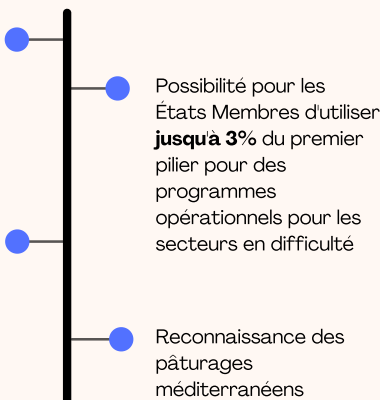 Possibilité pour les
États Membres d'utiliser
jusqu'à 3% du premier
pilier pour des
programmes
opérationnels pour les
secteurs en difficulté
Reconnaissance des
pâturages
méditerranéens